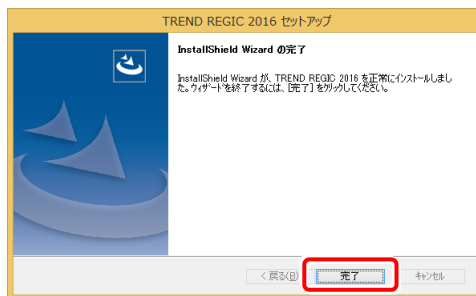 TREND REGIC 2016 セットアップ
InstallShield Wizard の完了
InstallShield Wizard が、TREND REGIC 2016 を正常にインストールしまし
た。ウィザードを終了するには、[完了] をクリックしてください。
< 戻る(B) 完了 キャンセル